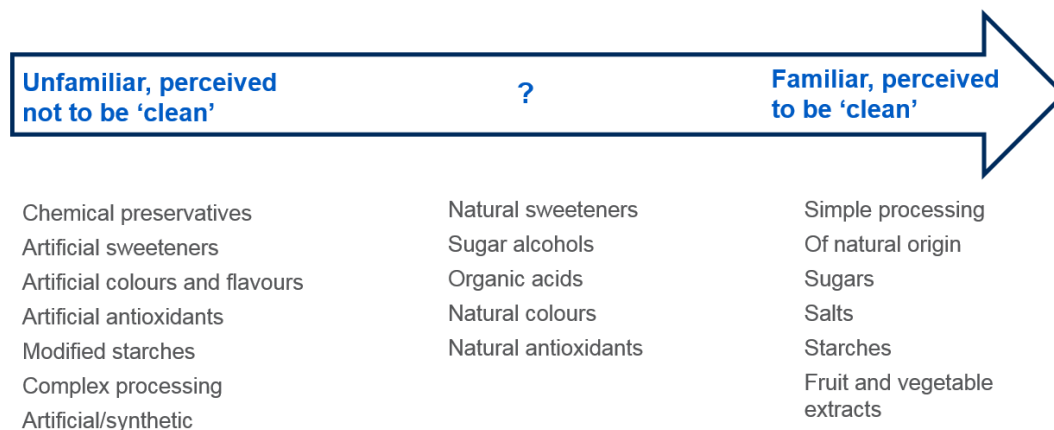 Unfamiliar, perceived
not to be ‘clean’
?
Familiar, perceived
to be ‘clean’
Chemical preservatives
Artificial sweeteners
Artificial colours and flavours
Artificial antioxidants
Modified starches
Complex processing
Artificial/synthetic
Natural sweeteners
Sugar alcohols
Organic acids
Natural colours
Natural antioxidants
Simple processing
Of natural origin
Sugars
Salts
Starches
Fruit and vegetable
extracts